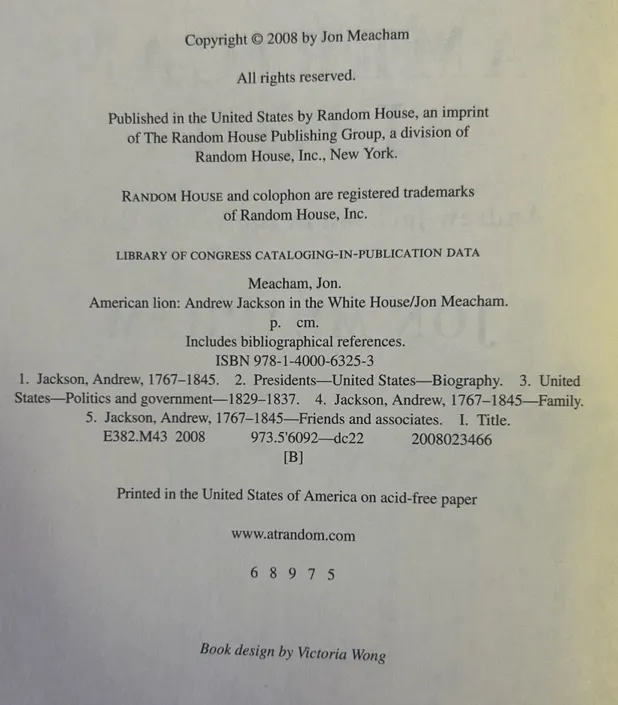 Copyright © 2008 by Jon Meacham
All rights reserved.
Published in the United States by Random House, an imprint
of The Random House Publishing Group, a division of
Random House, Inc., New York.
RANDOM HOUSE and colophon are registered trademarks
of Random House, Inc.
LIBRARY OF CONGRESS CATALOGING-IN-PUBLICATION DATA
Meacham, Jon.
American lion: Andrew Jackson in the White House/Jon Meacham.
p. cm.
Includes bibliographical references.
ISBN 978-1-4000-6325-3
1. Jackson, Andrew, 1767–1845. 2. Presidents—United States—Biography. 3. United
States—Politics and government—1829–1837. 4. Jackson, Andrew, 1767–1845—Family.
5. Jackson, Andrew, 1767–1845—Friends and associates. I. Title.
E382.M43 2008 973.5'6092—dc22 2008023466
[B]
Printed in the United States of America on acid-free paper
www.atrandom.com
6 8 9 7 5
Book design by Victoria Wong